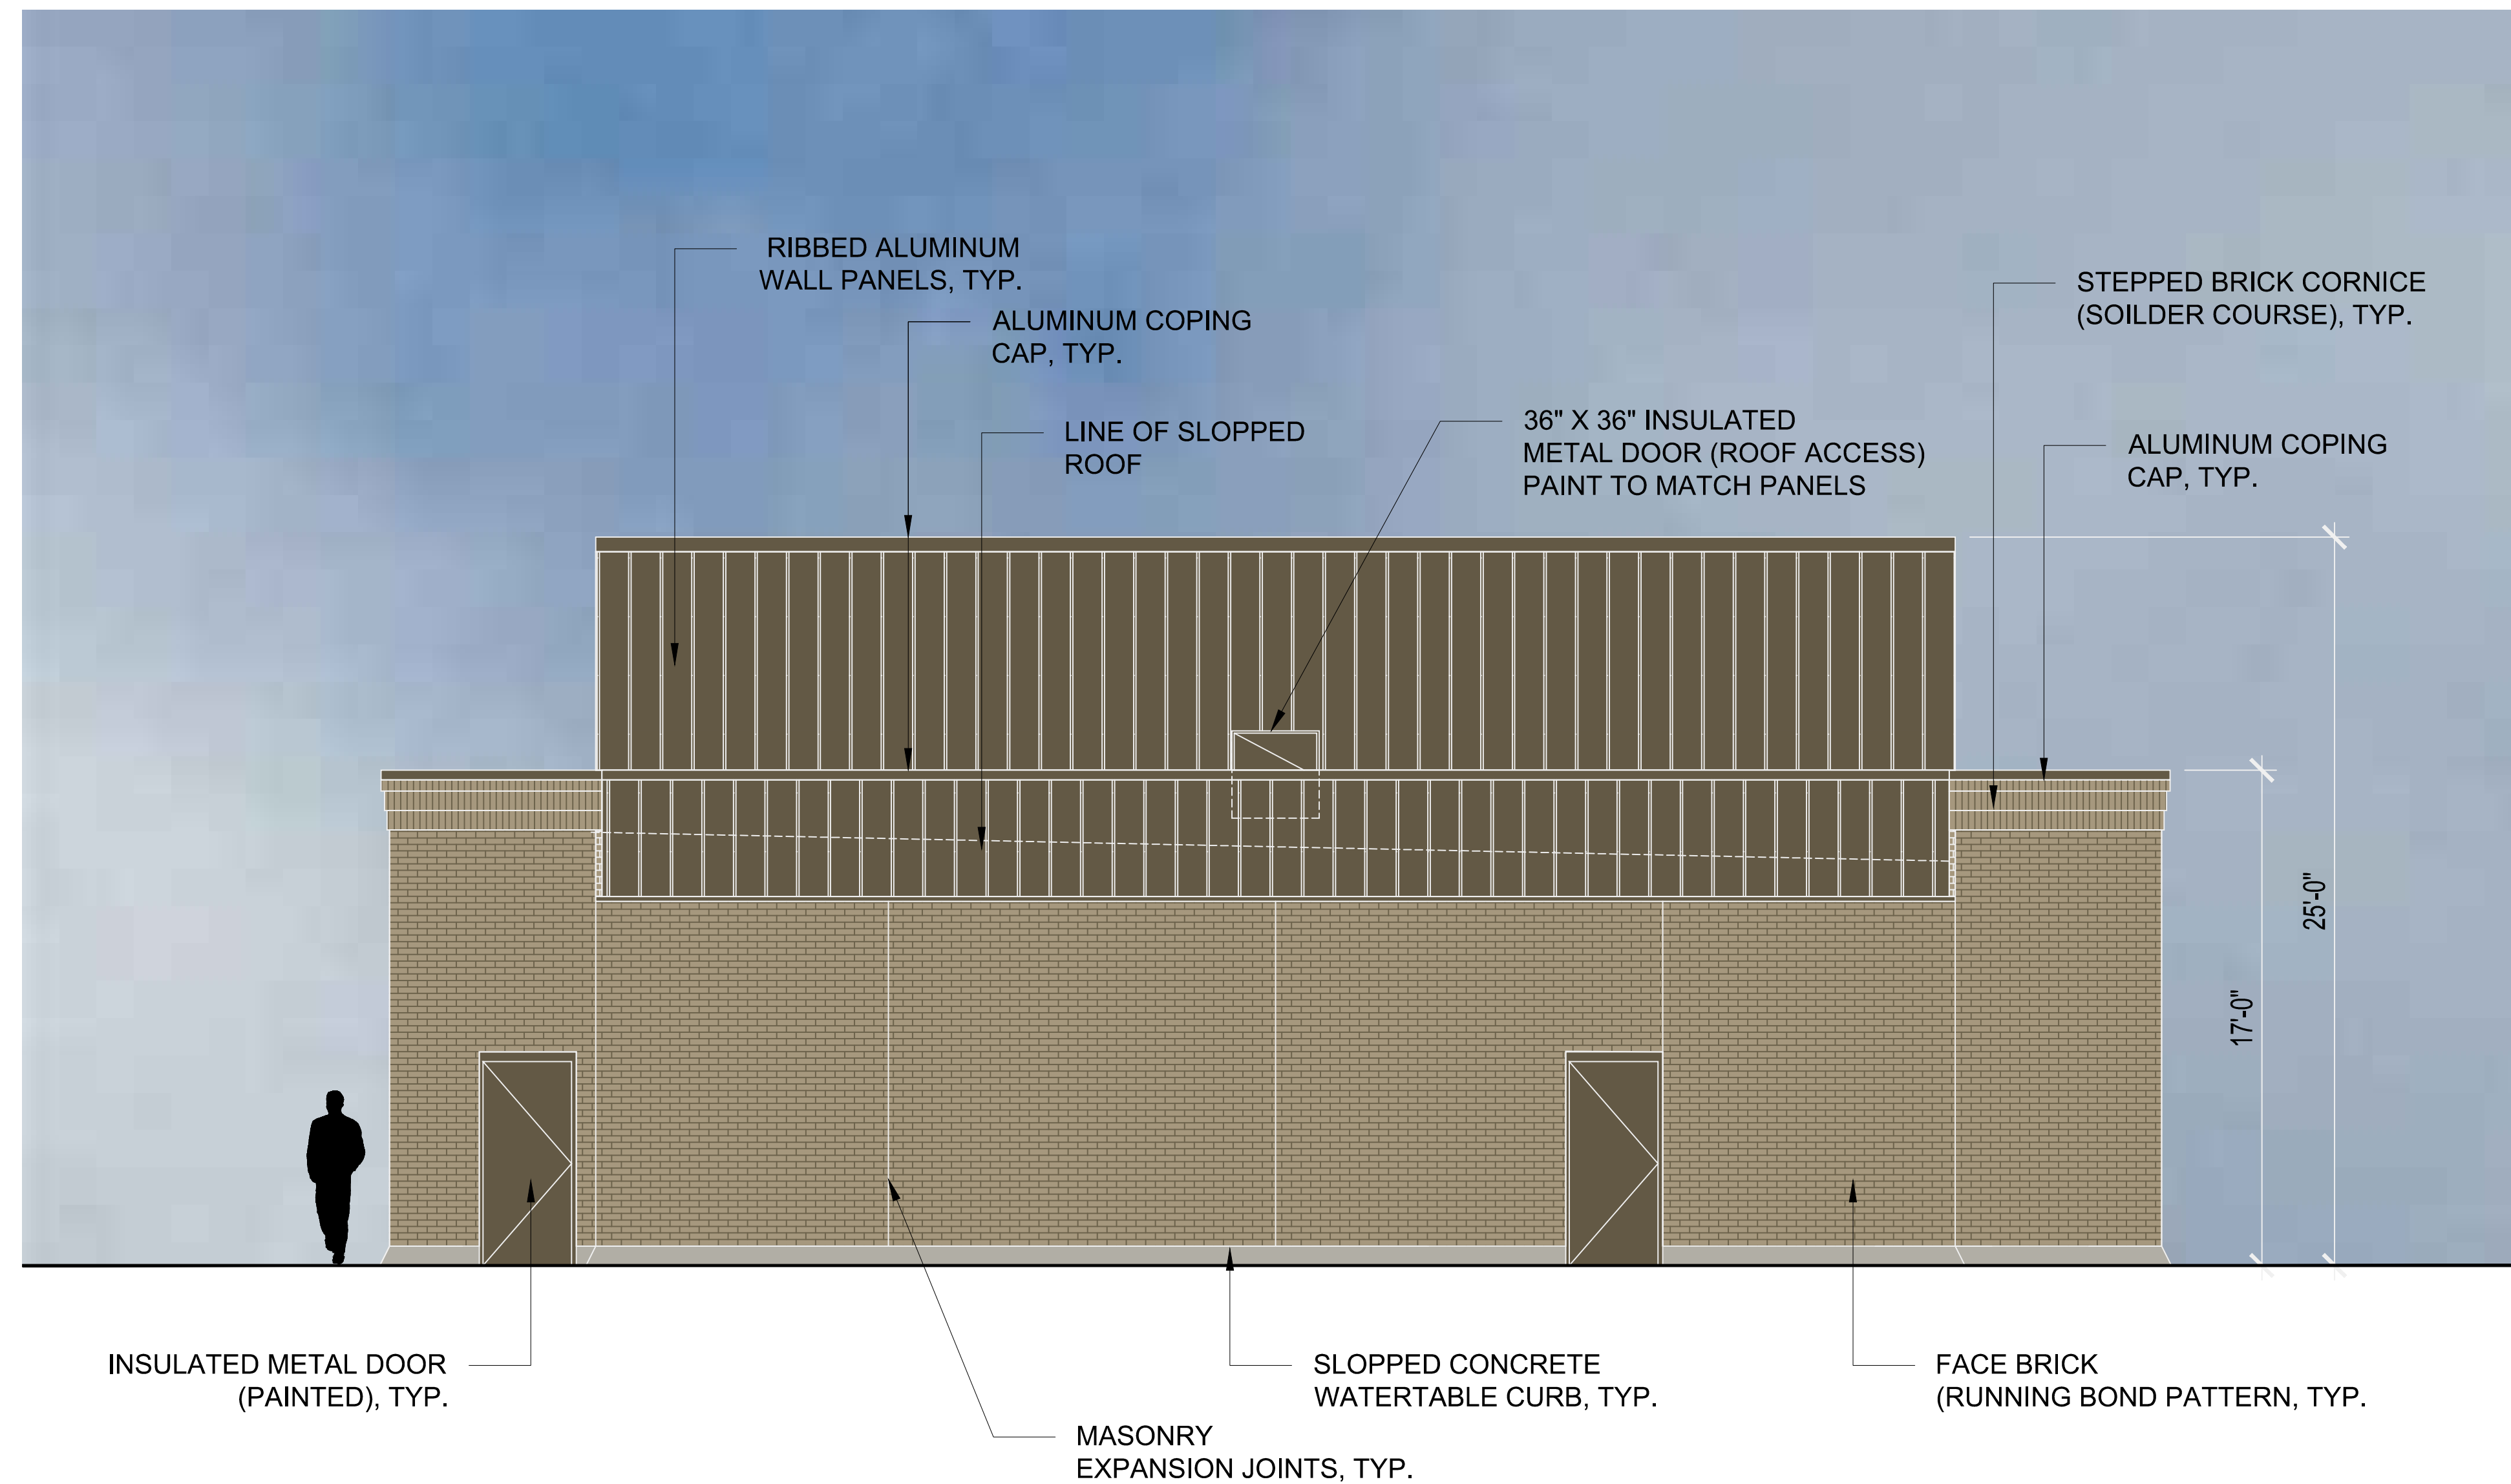 RIBBED ALUMINUM
WALL PANELS, TYP.
ALUMINUM COPING
CAP, TYP.
LINE OF SLOPPED
ROOF
36" X 36" INSULATED
METAL DOOR (ROOF ACCESS)
PAINT TO MATCH PANELS
STEPPED BRICK CORNICE
(SOILDER COURSE), TYP.
ALUMINUM COPING
CAP, TYP.
25'-0"
17'-0"
INSULATED METAL DOOR
(PAINTED), TYP.
MASONRY
EXPANSION JOINTS, TYP.
SLOPPED CONCRETE
WATERTABLE CURB, TYP.
FACE BRICK
(RUNNING BOND PATTERN, TYP.